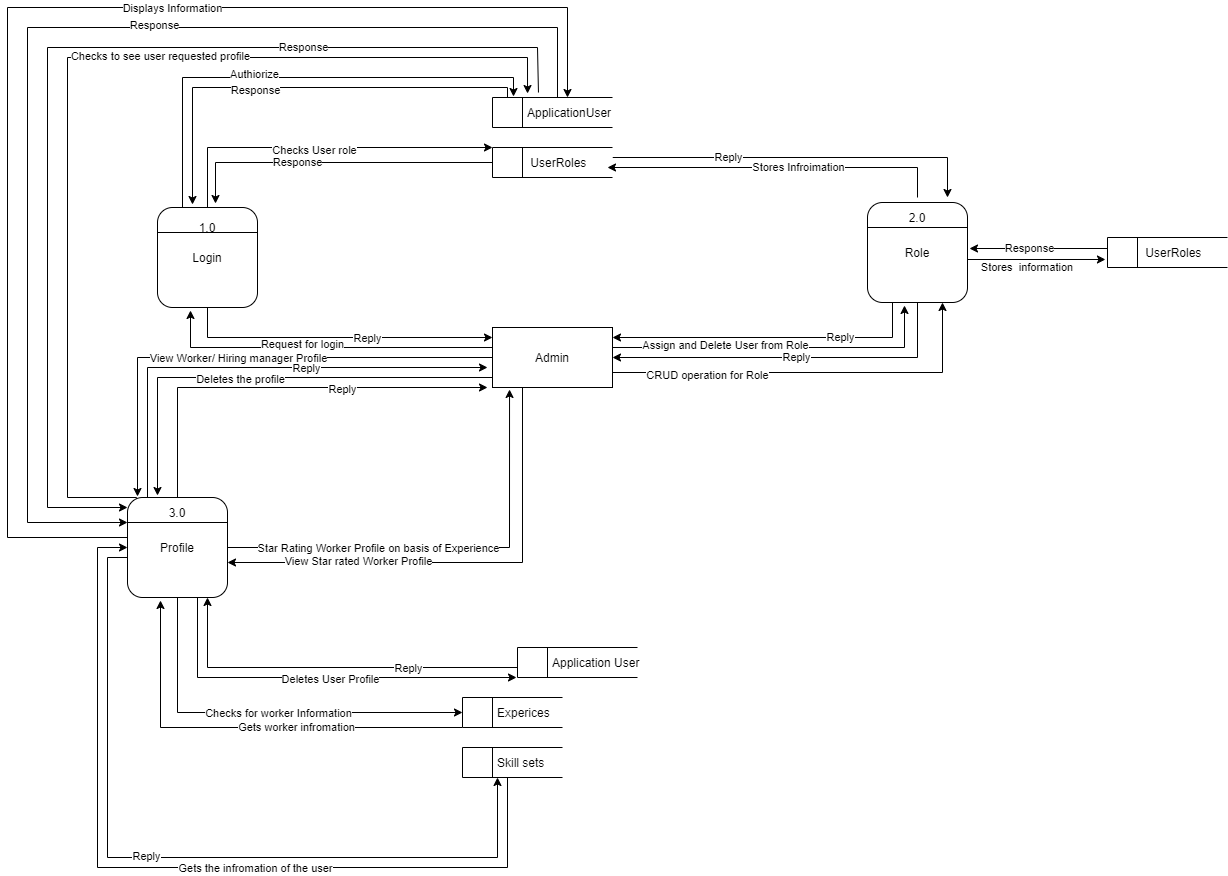 Displays Information
Response
Response
Checks to see user requested profile
Authiorize
Response
ApplicationUser
Checks User role
Response
UserRoles
Reply
Stores Infroimation
1.0
Login
2.0
Role
Response
Stores information
UserRoles
Reply
Request for login
View Worker/ Hiring manager Profile
Reply
Deletes the profile
Reply
Admin
Reply
Assign and Delete User from Role
Reply
CRUD operation for Role
3.0
Profile
Star Rating Worker Profile on basis of Experience
View Star rated Worker Profile
Application User
Reply
Deletes User Profile
Checks for worker Information
Gets worker infromation
Experices
Skill sets
Reply
Gets the infromation of the user